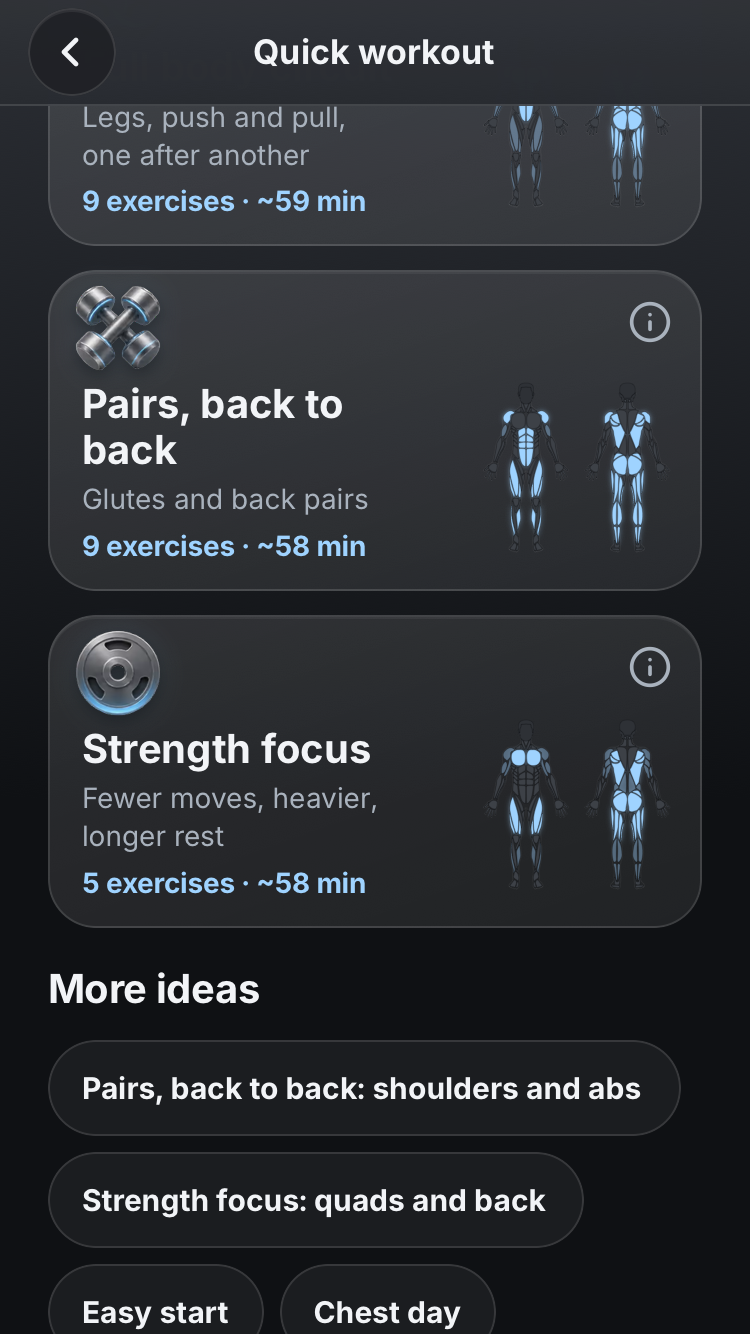 Quick workout
Legs, push and pull,
one after another
9 exercises · ~59 min
Pairs, back to
back
Glutes and back pairs
9 exercises · ~58 min
Strength focus
Fewer moves, heavier,
longer rest
5 exercises · ~58 min
More ideas
Pairs, back to back: shoulders and abs
Strength focus: quads and back
Easy start
Chest day